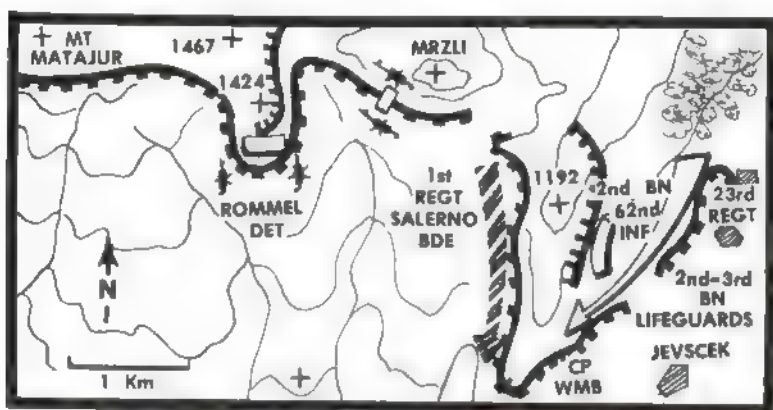 MT
MATAJUR
1467
1424
MRZLI
ROMMEL
DET
1st
REGT
SALERNO
BDE
1192
2nd BN
62nd
INF
23rd
REGT
2nd-3rd
BN
LIFEGUARDS
JEVSCEK
CP
WMB
N
1 Km